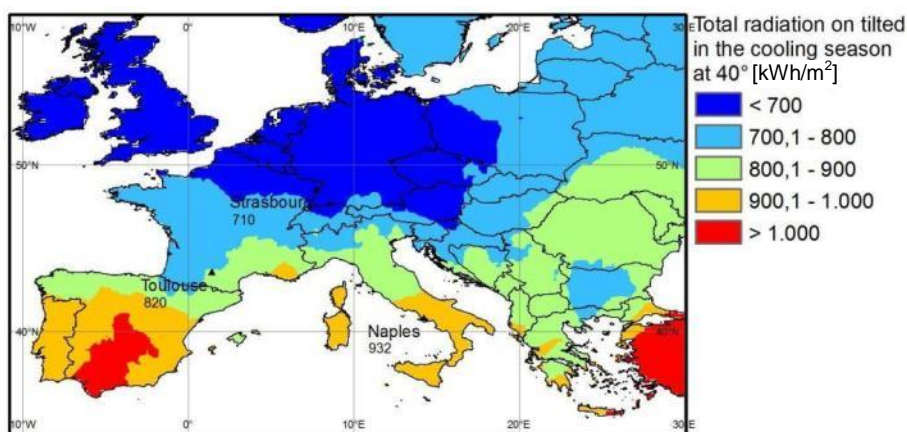 10°W 0° 10°E 20°E 30°E
Total radiation on tilted
in the cooling season
at 40° [kWh/m²]
< 700
700,1 - 800
50°N 50°N
800,1 - 900
900,1 - 1.000
Strasbourg
710
> 1.000
Toulouse
820
40°N 40°N
Naples
932
10°W 0° 10°E 20°E 30°E